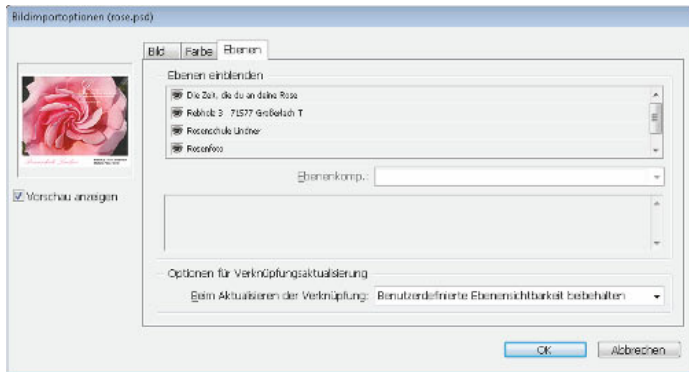 Bildimportoptionen (rose.psd)
Bild Farbe Ebenen
Ebenen einblenden
Die Zeit, die du an deine Rose
Rebholz 3 71577 Großerlach T
Rosenschule Lindner
Rosenfoto
Ebenenkomp.:
Vorschau anzeigen
Optionen für Verknüpfungsaktualisierung
Beim Aktualisieren der Verknüpfung: Benutzerdefinierte Ebenensichtbarkeit beibehalten
OK Abbrechen